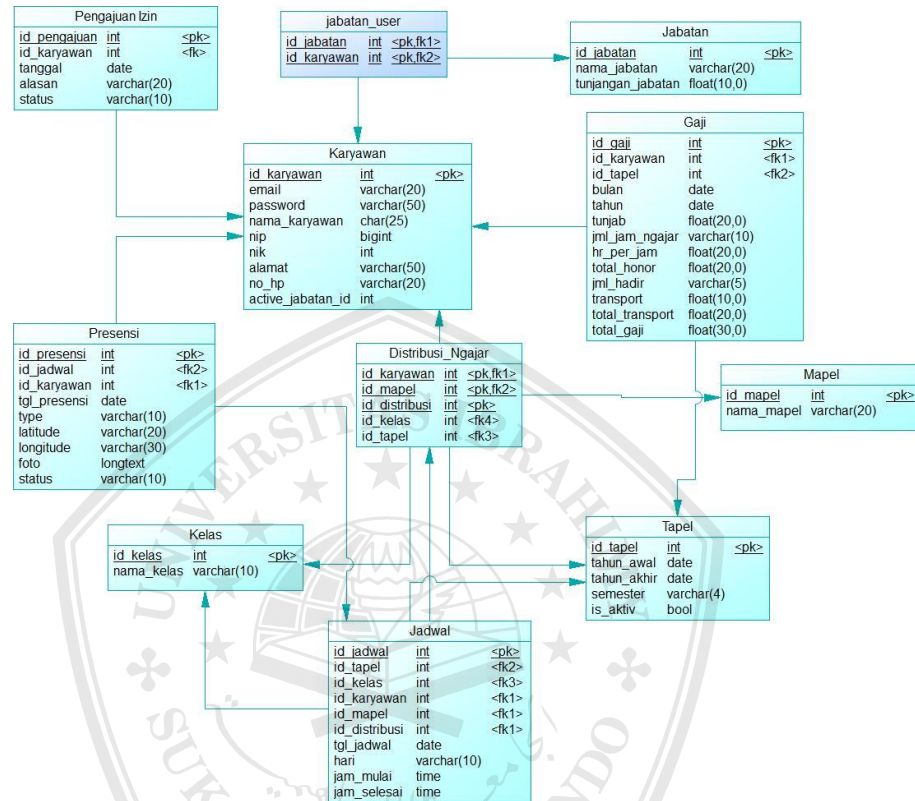 Pengajuan Izin
id_pengajuan int <pk>
id_karyawan int <fk>
tanggal date
alasan varchar(20)
status varchar(10)
jabatan_user
id_jabatan int <pk,fk1>
id_karyawan int <pk,fk2>
Jabatan
id_jabatan int <pk>
nama_jabatan varchar(20)
tunjangan_jabatan float(10,0)
Karyawan
id_karyawan int <pk>
email varchar(20)
password varchar(50)
nama_karyawan char(25)
nip bigint
nik int
alamat varchar(50)
no_hp varchar(20)
active_jabatan_id int
Gaji
id_gaji int <pk>
id_karyawan int <fk1>
id_tapel int <fk2>
bulan date
tahun date
tunjab float(20,0)
jml_jam_ngajar varchar(10)
hr_per_jam float(20,0)
total_honor float(20,0)
jml_hadir varchar(5)
transport float(10,0)
total_transport float(20,0)
total_gaji float(30,0)
Presensi
id_presensi int <pk>
id_jadwal int <fk2>
id_karyawan int <fk1>
tgl_presensi date
type varchar(10)
latitude varchar(20)
longitude varchar(30)
foto longtext
status varchar(10)
Distribusi_Ngajar
id_karyawan int <pk,fk1>
id_mapel int <pk,fk2>
id_distribusi int <pk>
id_kelas int <fk4>
id_tapel int <fk3>
Mapel
id_mapel int <pk>
nama_mapel varchar(20)
Kelas
id_kelas int <pk>
nama_kelas varchar(10)
Tapel
id_tapel int <pk>
tahun_awal date
tahun_akhir date
semester varchar(4)
is_aktiv bool
Jadwal
id_jadwal int <pk>
id_tapel int <fk2>
id_kelas int <fk3>
id_karyawan int <fk1>
id_mapel int <fk1>
id_distribusi int <fk1>
tgl_jadwal date
hari varchar(10)
jam_mulai time
jam_selesai time